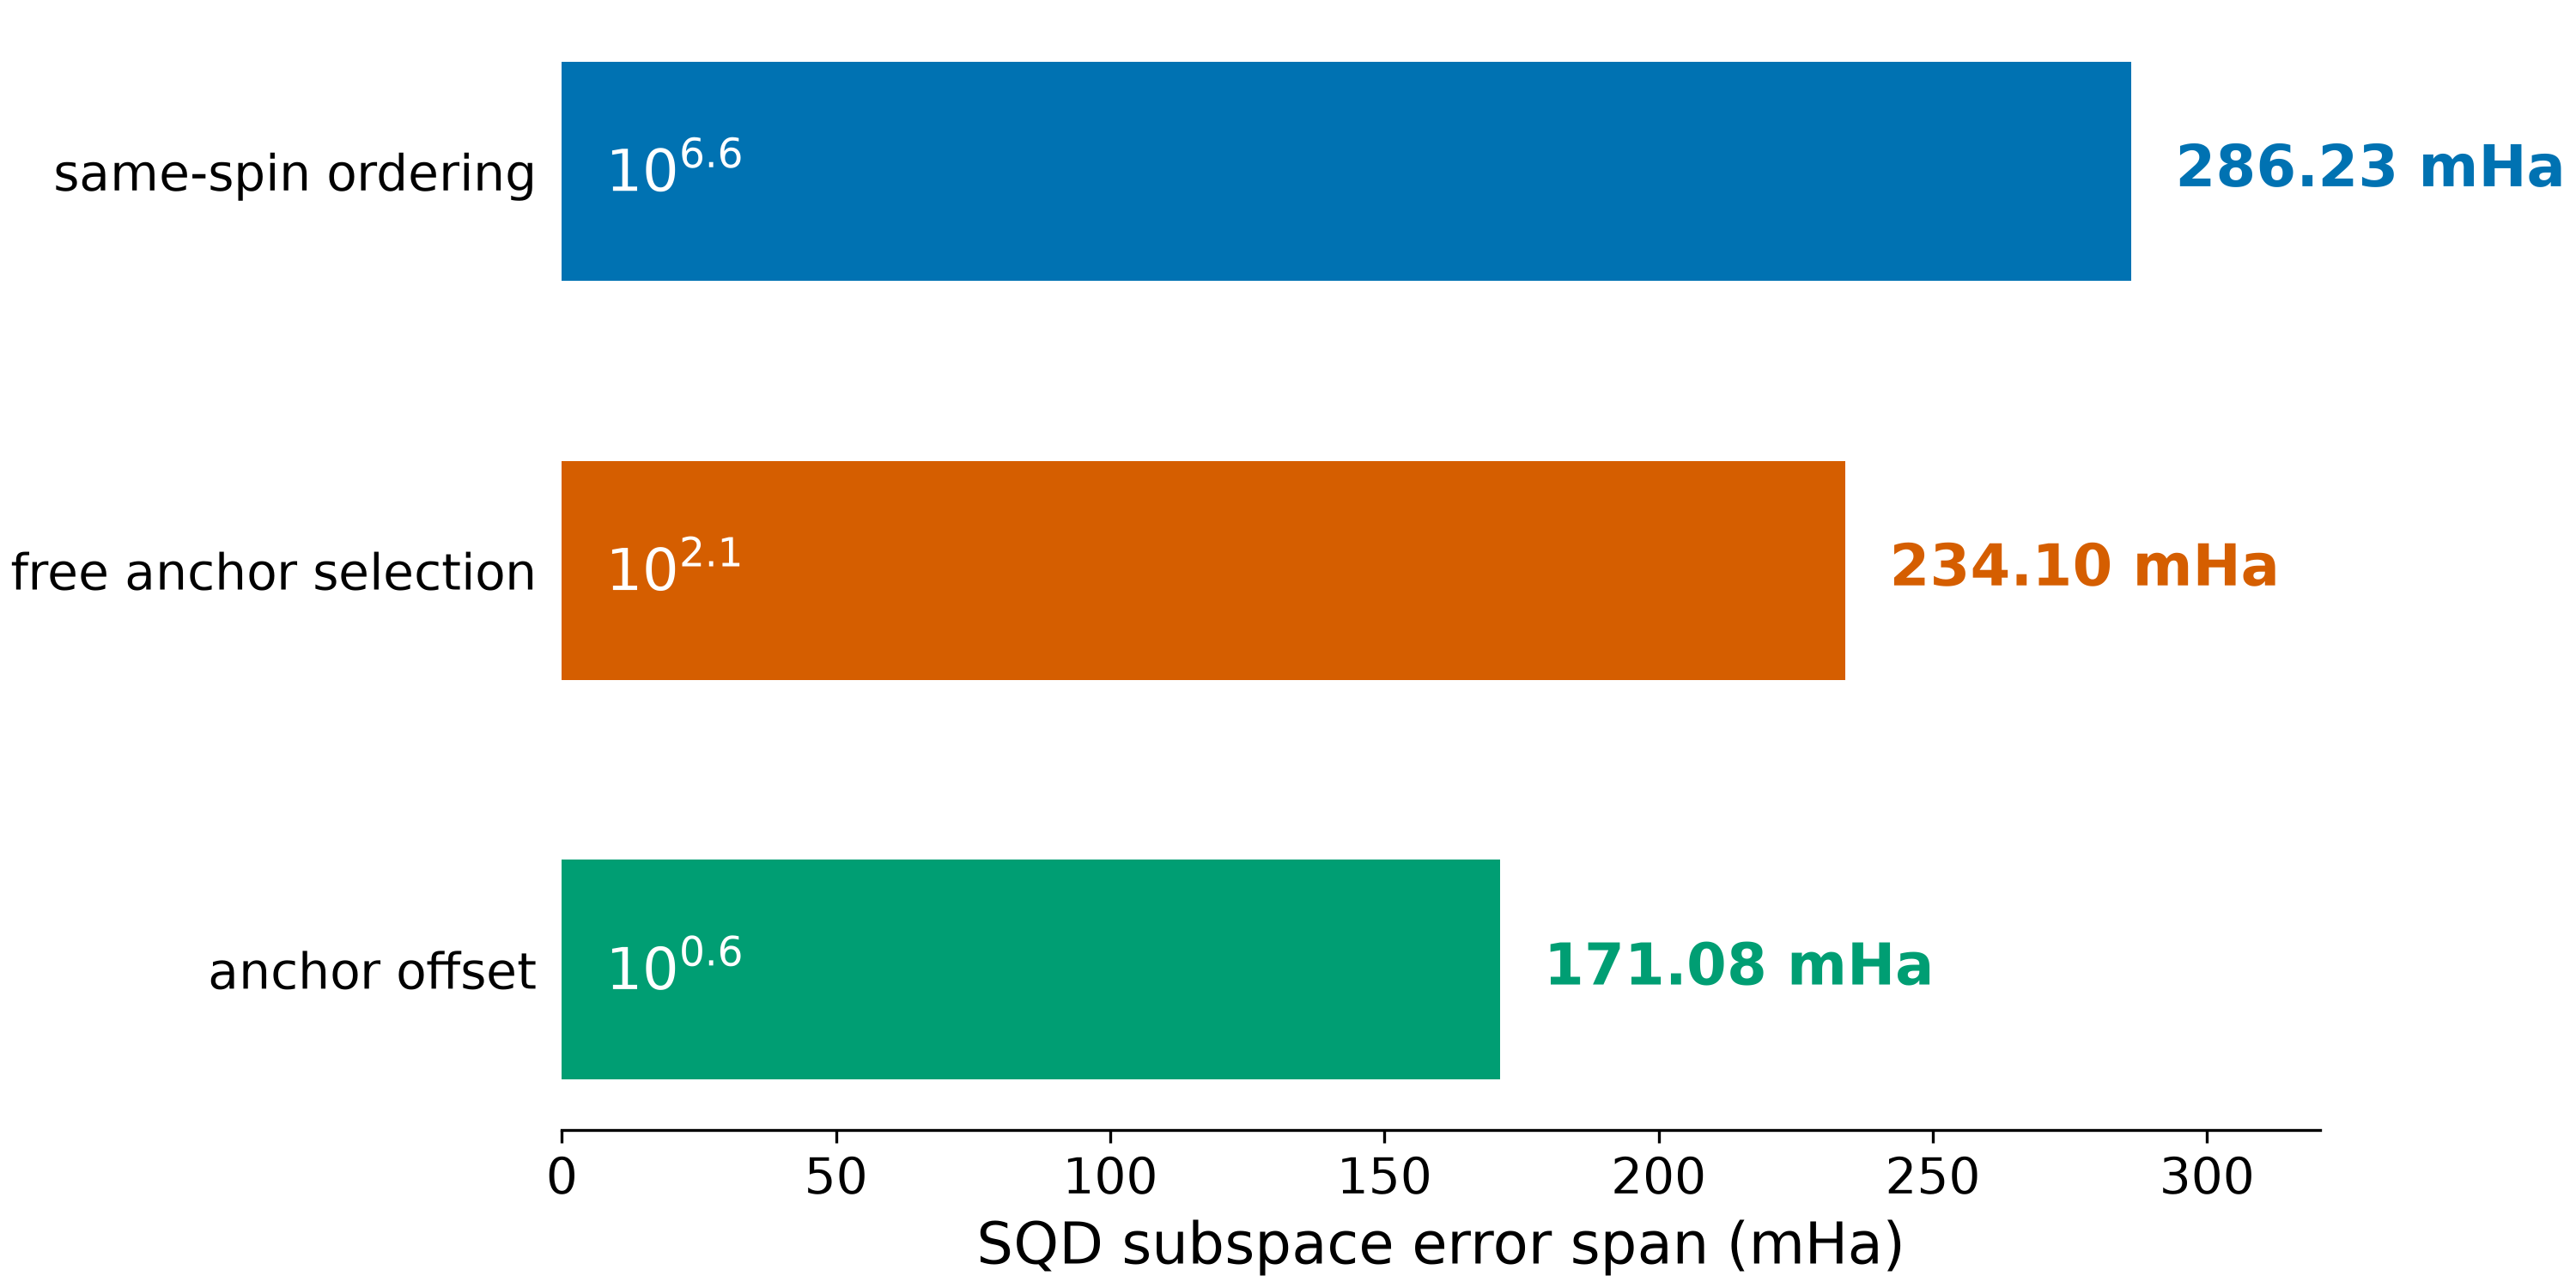 same-spin ordering
10^6.6
286.23 mHa
free anchor selection
10^2.1
234.10 mHa
anchor offset
10^0.6
171.08 mHa
0 50 100 150 200 250 300
SQD subspace error span (mHa)